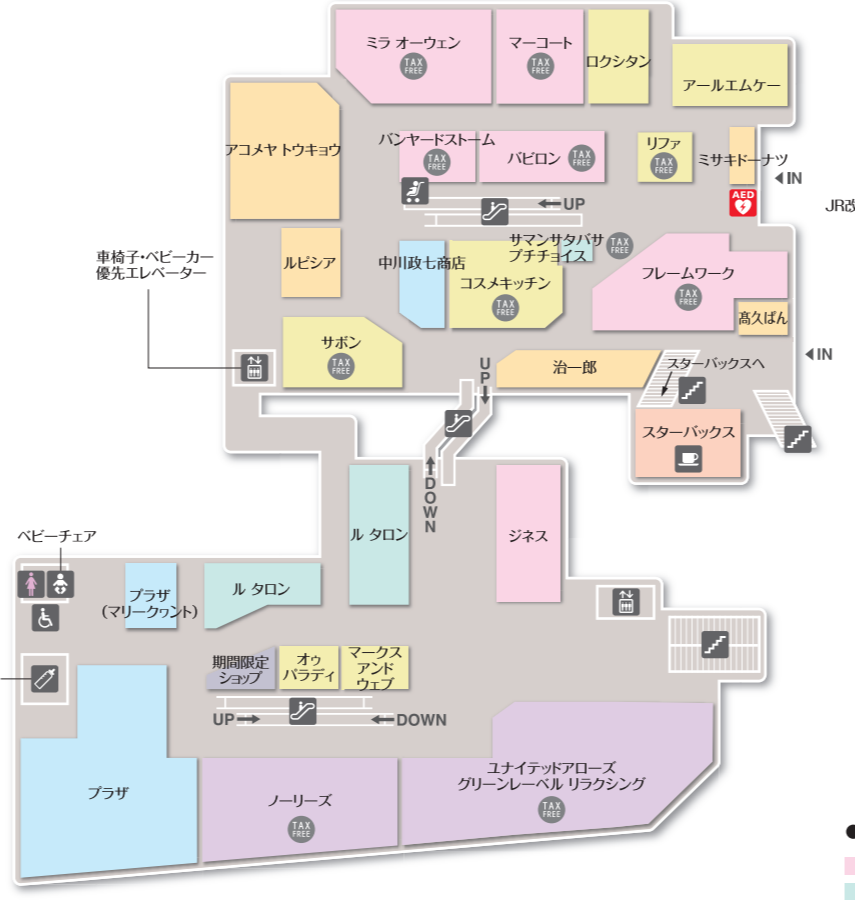 ミラ オーウェン
TAX FREE
マーコート
TAX FREE
ロクシタン
アールエムケー
アコメヤ トウキョウ
バンヤードストーム
TAX FREE
バビロン
TAX FREE
リファ
TAX FREE
ミサキドーナツ
IN
AED
UP
JR改
車椅子・ベビーカー
優先エレベーター
ルピシア
中川政七商店
サマンサタバサ
プチチョイス
TAX FREE
コスメキッチン
TAX FREE
フレームワーク
TAX FREE
髙久ぱん
サボン
TAX FREE
UP
治一郎
スターバックスへ
IN
スターバックス
DOWN
ル タロン
ジネス
ベビーチェア
プラザ
(マリークヮント)
ル タロン
期間限定
ショップ
オゥ
パラディ
マークス
アンド
ウェブ
UP
DOWN
プラザ
ノーリーズ
TAX FREE
ユナイテッドアローズ
グリーンレーベル リラクシング
TAX FREE